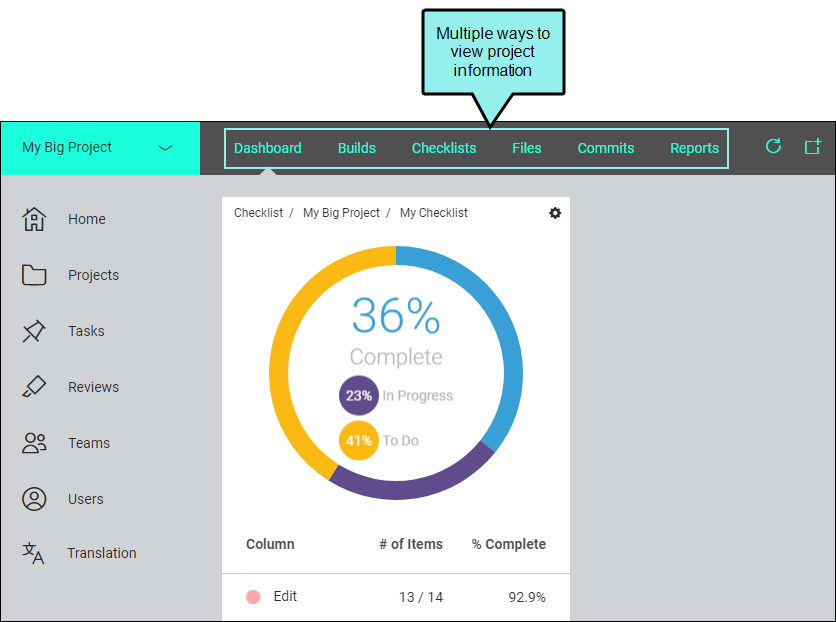 Multiple ways to
view project
information
My Big Project
Dashboard Builds Checklists Files Commits Reports
Home
Projects
Tasks
Reviews
Teams
Users
Translation
Checklist / My Big Project / My Checklist
36%
Complete
23% In Progress
41% To Do
Column # of Items % Complete
Edit 13 / 14 92.9%